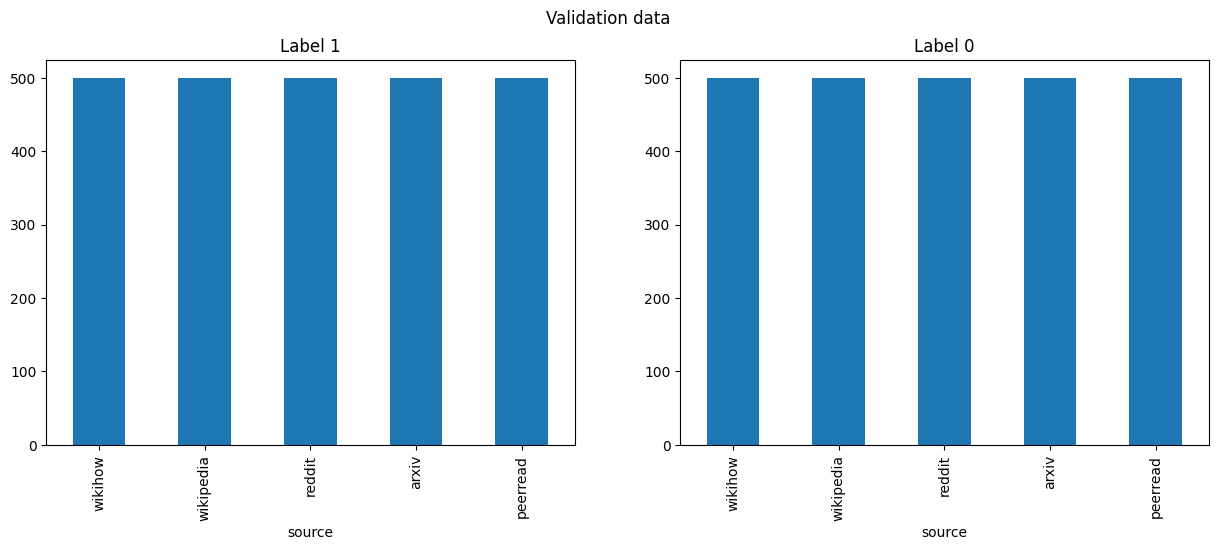 Validation data
Label 1
500
400
300
200
100
0
wikihow
wikipedia
reddit
arxiv
peerread
source
Label 0
500
400
300
200
100
0
wikihow
wikipedia
reddit
arxiv
peerread
source